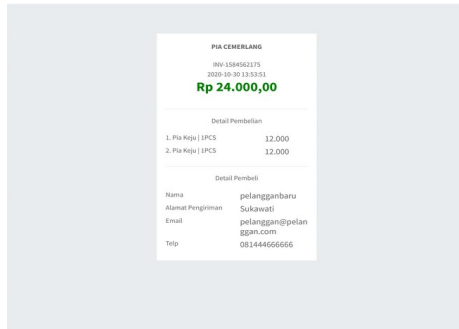 PIA CEMERLANG
INV-1584562175
2020-10-30 13:53:51
Rp 24.000,00
Detail Pembelian
1. Pia Keju | 1PCS 12.000
2. Pia Keju | 1PCS 12.000
Detail Pembeli
Nama pelangganbaru
Alamat Pengiriman Sukawati
Email pelanggan@pelan
ggan.com
Telp 081444666666